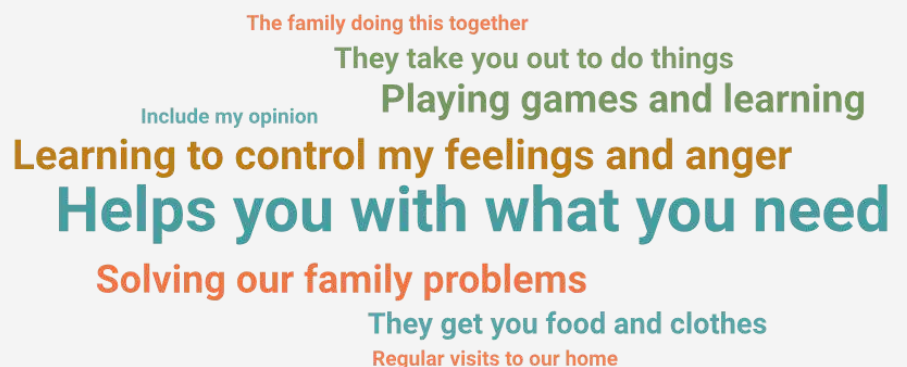 The family doing this together
They take you out to do things
Playing games and learning
Include my opinion
Learning to control my feelings and anger
Helps you with what you need
Solving our family problems
They get you food and clothes
Regular visits to our home